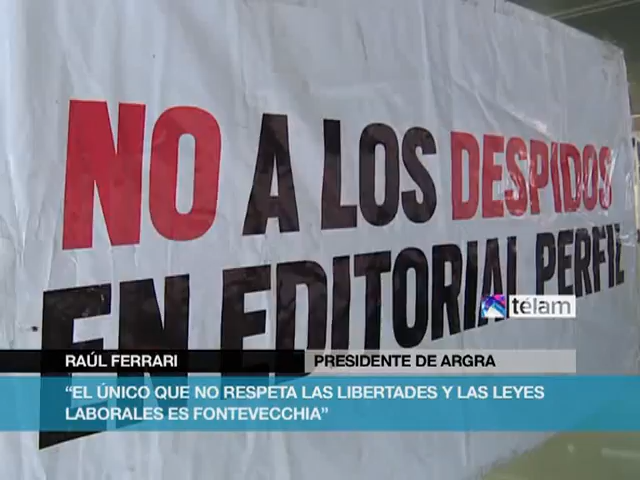 NO A LOS DESPIDOS
EN EDITORIAL PERFIL
télam
RAÚL FERRARI
PRESIDENTE DE ARGRA
“EL ÚNICO QUE NO RESPETA LAS LIBERTADES Y LAS LEYES
LABORALES ES FONTEVECCHIA”